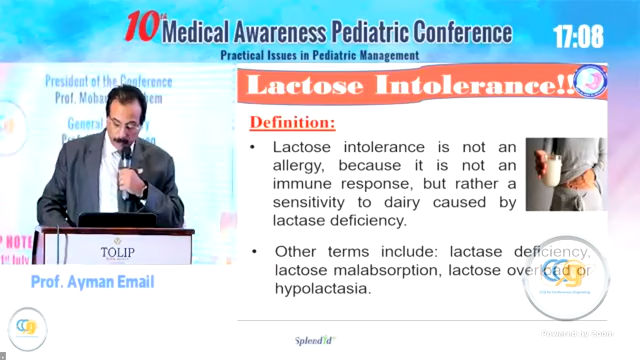 10th Medical Awareness Pediatric Conference
Practical Issues in Pediatric Management
17:08
President of the Conference
Prof. Moha
General
Prof.
TOLIP
Prof. Ayman Email
Lactose Intolerance!!
Definition:
• Lactose intolerance is not an
allergy, because it is not an
immune response, but rather a
sensitivity to dairy caused by
lactase deficiency.
• Other terms include: lactase deficiency,
lactose malabsorption, lactose overload or
hypolactasia.
Splendid
Powered by Zoom